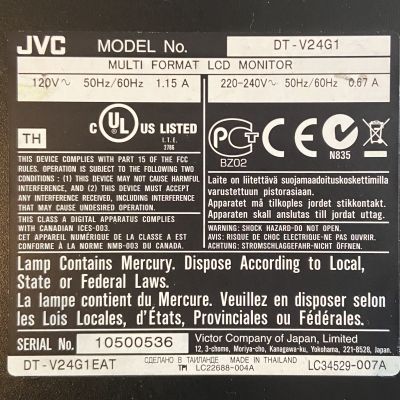 JVC MODEL No. DT-V24G1
MULTI FORMAT LCD MONITOR
120V~ 50Hz/60Hz 1.15 A 220-240V~ 50Hz/60Hz 0.67 A
C UL US LISTED
I.T.E.
2786
PCT
BZ02
CE
N835
TH
THIS DEVICE COMPLIES WITH PART 15 OF THE FCC
RULES. OPERATION IS SUBJECT TO THE FOLLOWING TWO
CONDITIONS : (1) THIS DEVICE MAY NOT CAUSE HARMFUL
INTERFERENCE, AND (2) THIS DEVICE MUST ACCEPT
ANY INTERFERENCE RECEIVED, INCLUDING INTERFERENCE
THAT MAY CAUSE UNDESIRED OPERATION.
THIS CLASS A DIGITAL APPARATUS COMPLIES
WITH CANADIAN ICES-003.
CET APPAREIL NUMÉRIQUE DE LA CLASSE A EST
CONFORME À LA NORME NMB-003 DU CANADA.
Laite on liitettävä suojamaadoituskoskettimilla
varustettuun pistorasiaan.
Apparatet må tilkoples jordet stikkontakt.
Apparaten skall anslutas till jordat uttag.
WARNING: SHOCK HAZARD-DO NOT OPEN.
AVIS: RISQUE DE CHOC ÉLECTRIQUE-NE PAS OUVRIR.
ACHTUNG: STROMSCHLAGGEFAHR-NICHT ÖFFNEN.
Lamp Contains Mercury. Dispose According to Local,
State or Federal Laws.
La lampe contient du Mercure. Veuillez en disposer selon
les Lois Locales, d'États, Provinciales ou Fédérales.
SERIAL No. 10500536
Victor Company of Japan, Limited
12, 3-chome, Moriya-cho, Kanagawa-ku, Yokohama, 221-8528, Japan
DT-V24G1EAT СДЕЛАНО В ТАИЛАНДЕ MADE IN THAILAND
LC22688-004A LC34529-007A